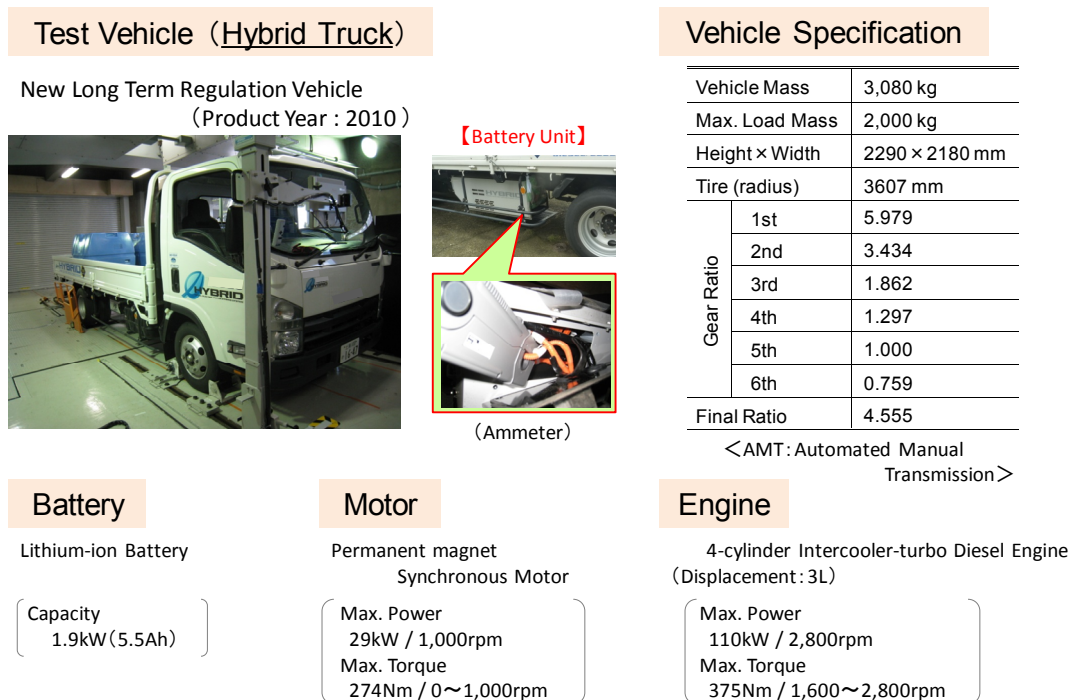 Test Vehicle（Hybrid Truck）
New Long Term Regulation Vehicle
（Product Year : 2010 ）
【Battery Unit】
HYBRID
HYBRID
HYBRID
（Ammeter）
Vehicle Specification
Vehicle Mass 3,080 kg
Max. Load Mass 2,000 kg
Height×Width 2290×2180 mm
Tire (radius) 3607 mm
Gear Ratio
1st 5.979
2nd 3.434
3rd 1.862
4th 1.297
5th 1.000
6th 0.759
Final Ratio 4.555
＜AMT：Automated Manual
Transmission＞
Battery
Lithium-ion Battery
Capacity
1.9kW（5.5Ah）
Motor
Permanent magnet
Synchronous Motor
Max. Power
29kW / 1,000rpm
Max. Torque
274Nm / 0～1,000rpm
Engine
4-cylinder Intercooler-turbo Diesel Engine
（Displacement：3L）
Max. Power
110kW / 2,800rpm
Max. Torque
375Nm / 1,600～2,800rpm